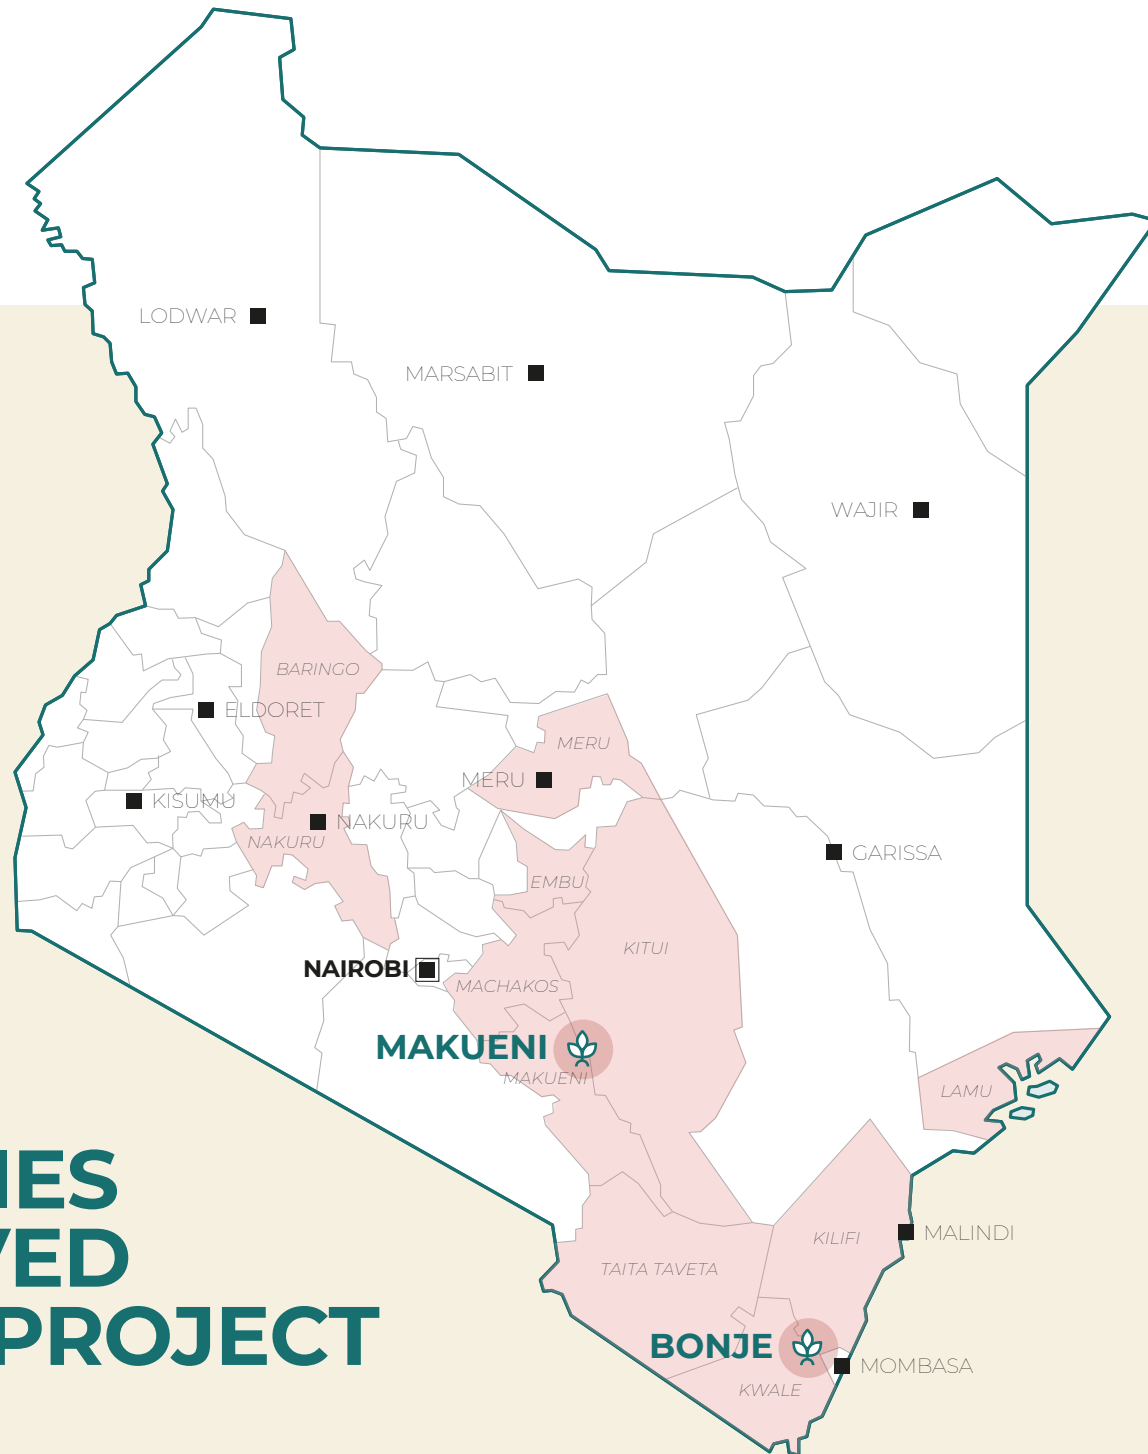 LODWAR
MARSABIT
WAJIR
BARINGO
ELDORET
MERU
MERU
KISUMU
NAKURU
NAKURU
GARISSA
EMBU
KITUI
NAIROBI
MACHAKOS
MAKUENI
MAKUENI
LAMU
IES
VED
PROJECT
MALINDI
KILIFI
TAITA TAVETA
BONJE
MOMBASA
KWALE